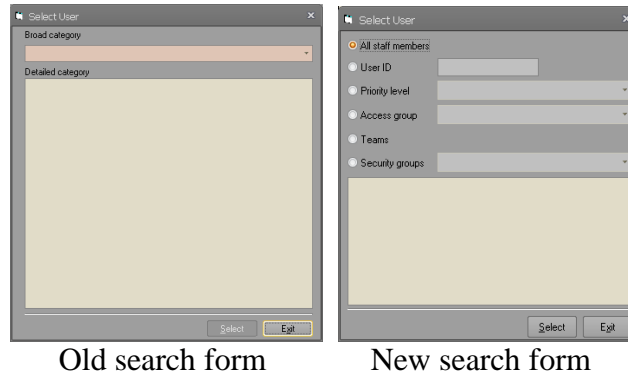 Select User
Broad category
Detailed category
Select
Exit
Old search form
Select User
All staff members
User ID
Priority level
Access group
Teams
Security groups
Select
Exit
New search form